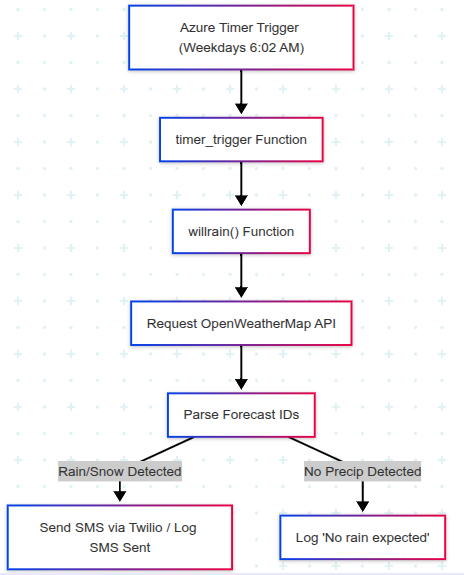 Azure Timer Trigger
(Weekdays 6:02 AM)
timer_trigger Function
willrain() Function
Request OpenWeatherMap API
Parse Forecast IDs
Rain/Snow Detected
No Precip Detected
Send SMS via Twilio / Log
SMS Sent
Log 'No rain expected'